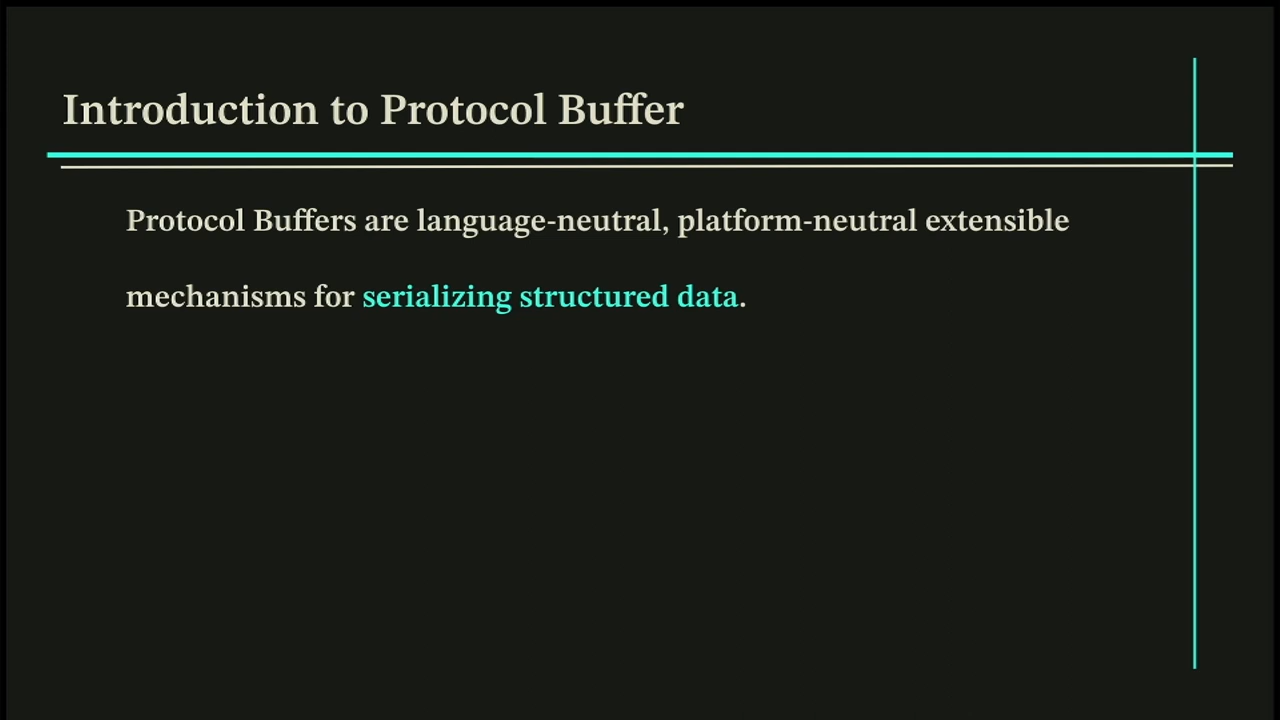 Introduction to Protocol Buffer
Protocol Buffers are language-neutral, platform-neutral extensible
mechanisms for serializing structured data.